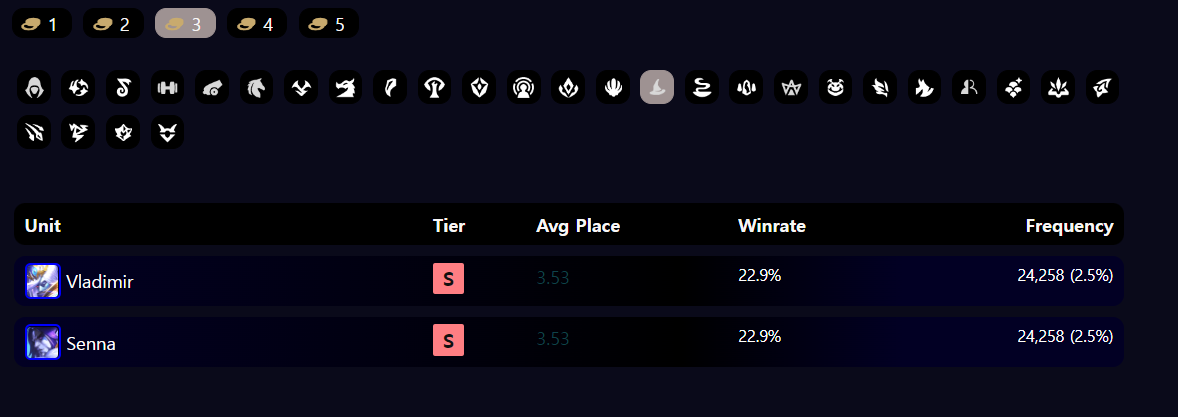 1 2 3 4 5
Unit Tier Avg Place Winrate Frequency
Vladimir S 3.53 22.9% 24,258 (2.5%)
Senna S 3.53 22.9% 24,258 (2.5%)